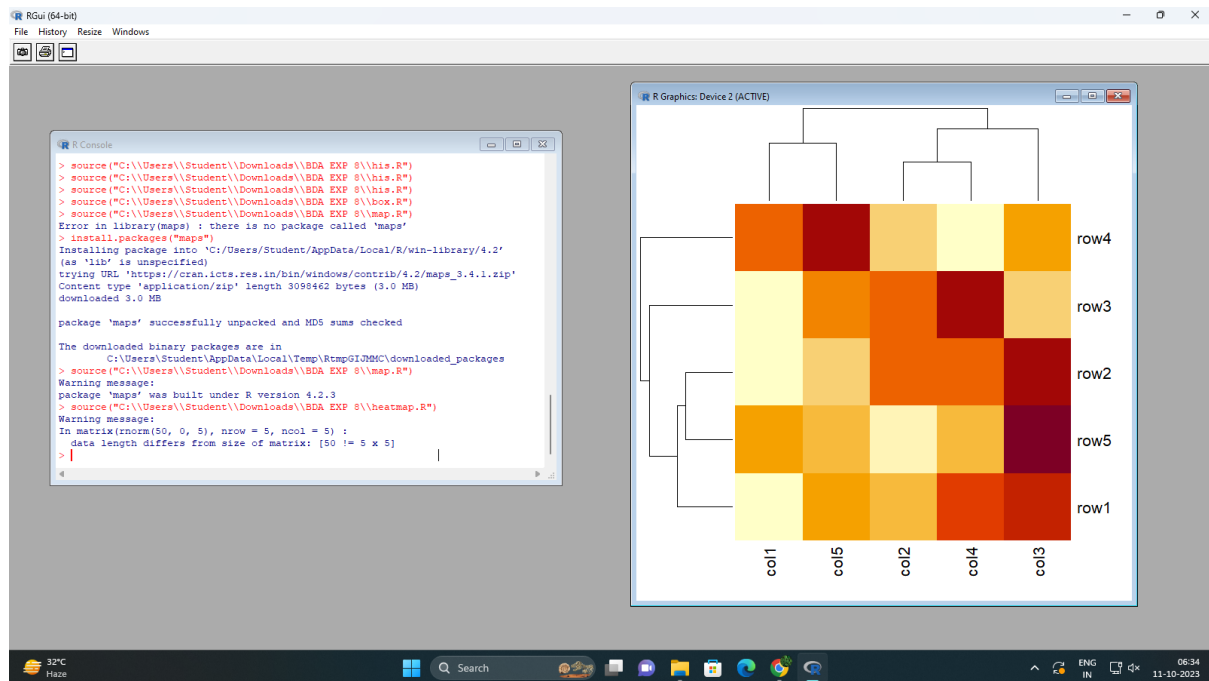 RGui (64-bit)
File History Resize Windows
R Console
> source("C:\\Users\\Student\\Downloads\\BDA EXP 8\\his.R")
> source("C:\\Users\\Student\\Downloads\\BDA EXP 8\\his.R")
> source("C:\\Users\\Student\\Downloads\\BDA EXP 8\\his.R")
> source("C:\\Users\\Student\\Downloads\\BDA EXP 8\\box.R")
> source("C:\\Users\\Student\\Downloads\\BDA EXP 8\\map.R")
Error in library(maps) : there is no package called ‘maps’
> install.packages("maps")
Installing package into ‘C:/Users/Student/AppData/Local/R/win-library/4.2’
(as ‘lib’ is unspecified)
trying URL 'https://cran.icts.res.in/bin/windows/contrib/4.2/maps_3.4.1.zip'
Content type 'application/zip' length 3098462 bytes (3.0 MB)
downloaded 3.0 MB
package ‘maps’ successfully unpacked and MD5 sums checked
The downloaded binary packages are in
C:\Users\Student\AppData\Local\Temp\RtmpGIJMMC\downloaded_packages
> source("C:\\Users\\Student\\Downloads\\BDA EXP 8\\map.R")
Warning message:
package ‘maps’ was built under R version 4.2.3
> source("C:\\Users\\Student\\Downloads\\BDA EXP 8\\heatmap.R")
Warning message:
In matrix(rnorm(50, 0, 5), nrow = 5, ncol = 5) :
data length differs from size of matrix: [50 != 5 x 5]
>
R Graphics: Device 2 (ACTIVE)
row4
row3
row2
row5
row1
col1
col5
col2
col4
col3
32°C
Haze
Search
ENG
IN
06:34
11-10-2023